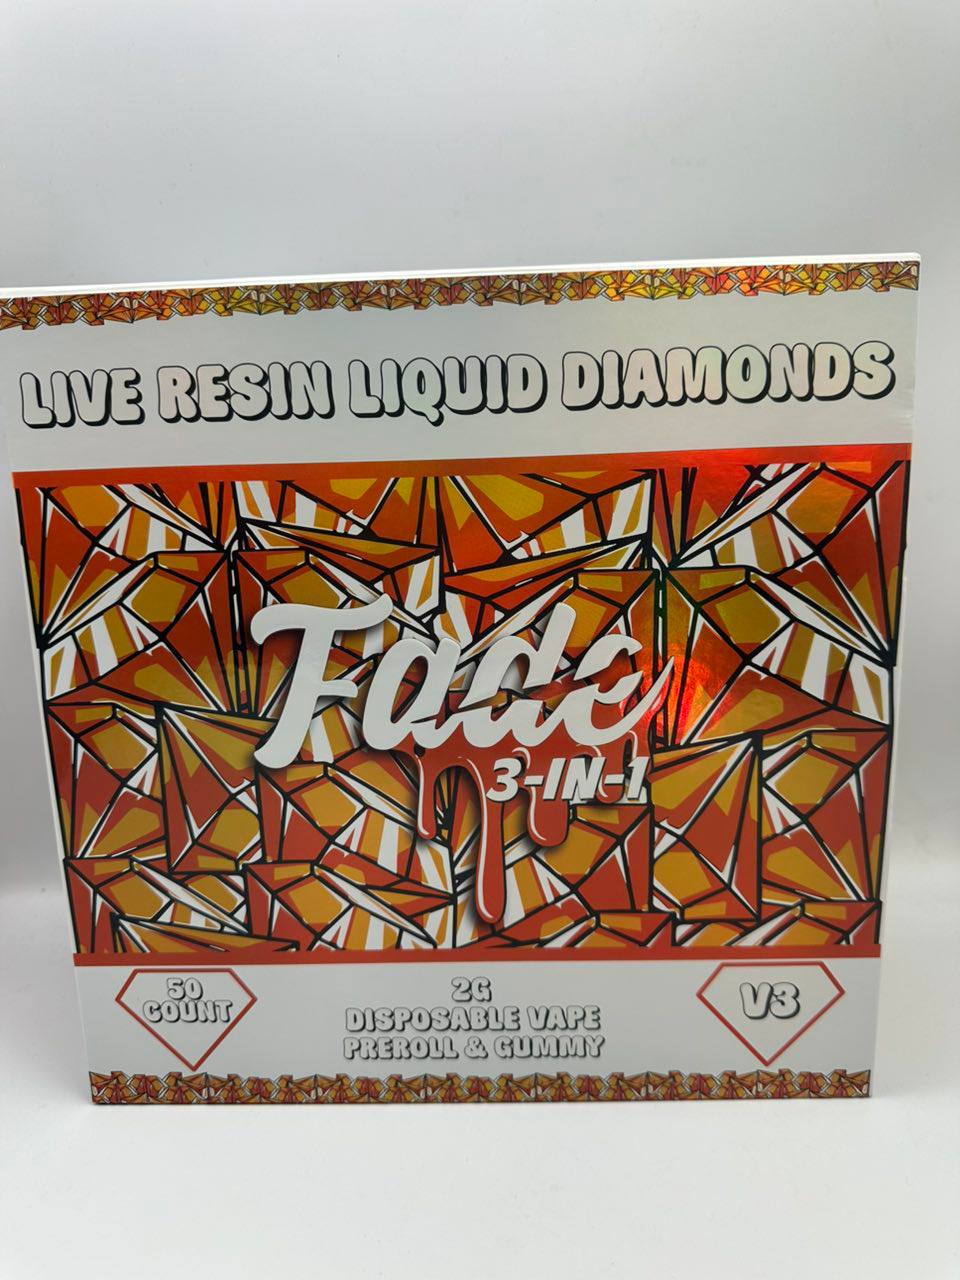 LIVE RESIN LIQUID DIAMONDS
Fade
3-IN-1
50
COUNT
2G
DISPOSABLE VAPE
PREROLL & GUMMY
V3